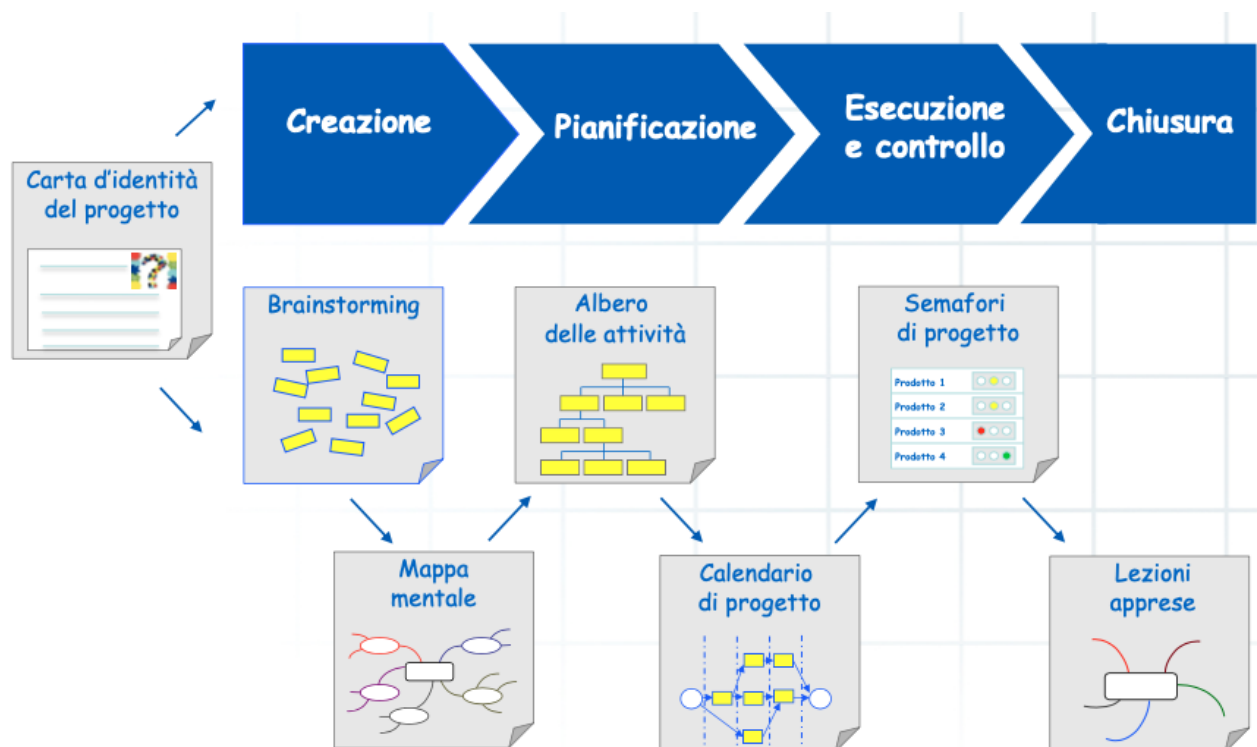 Creazione
Pianificazione
Esecuzione
e controllo
Chiusura
Carta d'identità
del progetto
Brainstorming
Albero
delle attività
Semafori
di progetto
Prodotto 1
Prodotto 2
Prodotto 3
Prodotto 4
Mappa
mentale
Calendario
di progetto
Lezioni
apprese